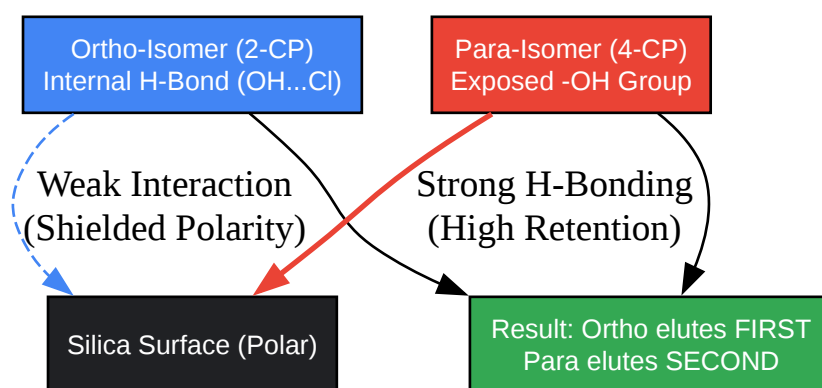 Ortho-Isomer (2-CP)
Internal H-Bond (OH...Cl)
Para-Isomer (4-CP)
Exposed -OH Group
Weak Interaction
(Shielded Polarity)
Strong H-Bonding
(High Retention)
Silica Surface (Polar)
Result: Ortho elutes FIRST
Para elutes SECOND